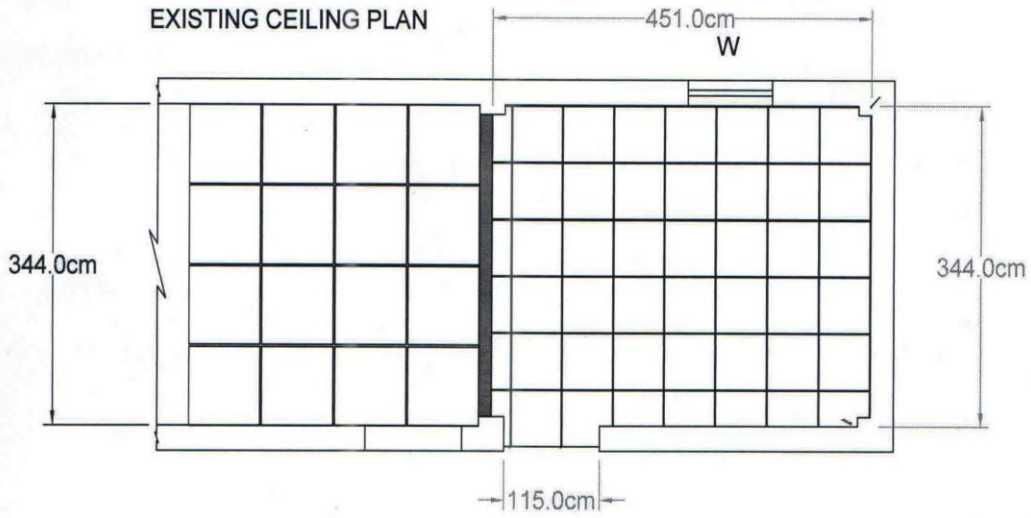 EXISTING CEILING PLAN
451.0cm
W
344.0cm
344.0cm
115.0cm